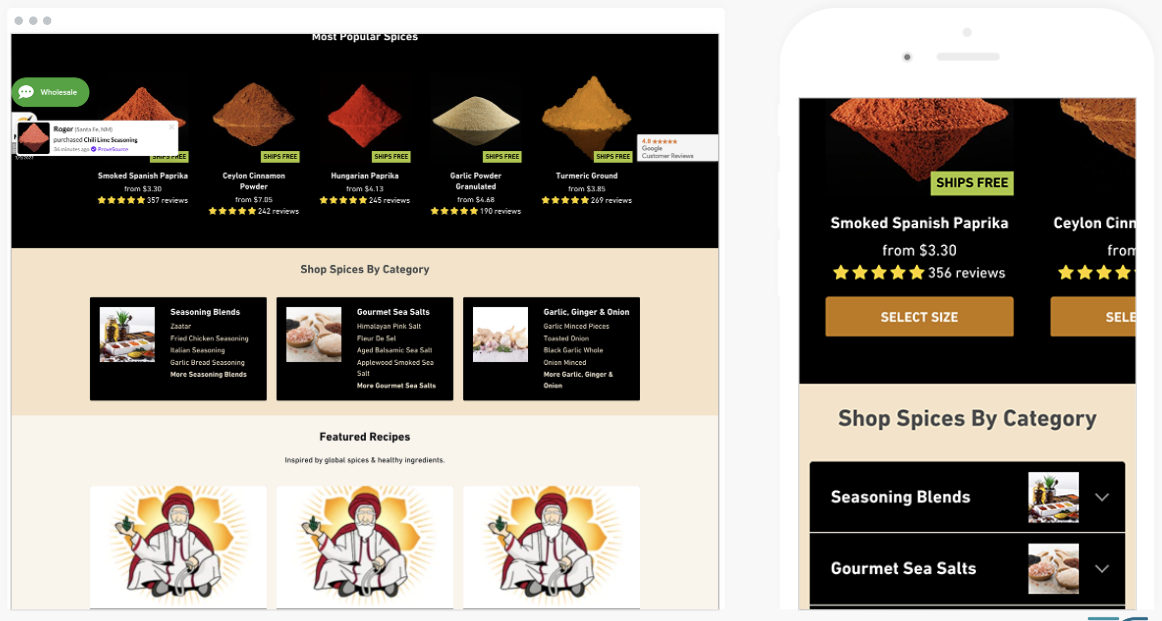 Most Popular Spices
Wholesale
Roger (Santa Fe, NM)
purchased Chili Lime Seasoning
56 minutes ago ProveSource
SHIPS FREE
SHIPS FREE
SHIPS FREE
SHIPS FREE
SHIPS FREE
4.8
Google
Customer Reviews
Smoked Spanish Paprika
from $3.30
357 reviews
Ceylon Cinnamon
Powder
from $7.05
242 reviews
Hungarian Paprika
from $4.13
245 reviews
Garlic Powder
Granulated
from $4.68
190 reviews
Turmeric Ground
from $3.85
269 reviews
Shop Spices By Category
Seasoning Blends
Zaatar
Fried Chicken Seasoning
Italian Seasoning
Garlic Bread Seasoning
More Seasoning Blends
Gourmet Sea Salts
Himalayan Pink Salt
Fleur De Sel
Aged Balsamic Sea Salt
Applewood Smoked Sea
Salt
More Gourmet Sea Salts
Garlic, Ginger & Onion
Garlic Minced Pieces
Toasted Onion
Black Garlic Whole
Onion Minced
More Garlic, Ginger &
Onion
Featured Recipes
Inspired by global spices & healthy ingredients.
SHIPS FREE
Smoked Spanish Paprika
from $3.30
356 reviews
SELECT SIZE
Ceylon Cinn
from
SELE
Shop Spices By Category
Seasoning Blends
Gourmet Sea Salts